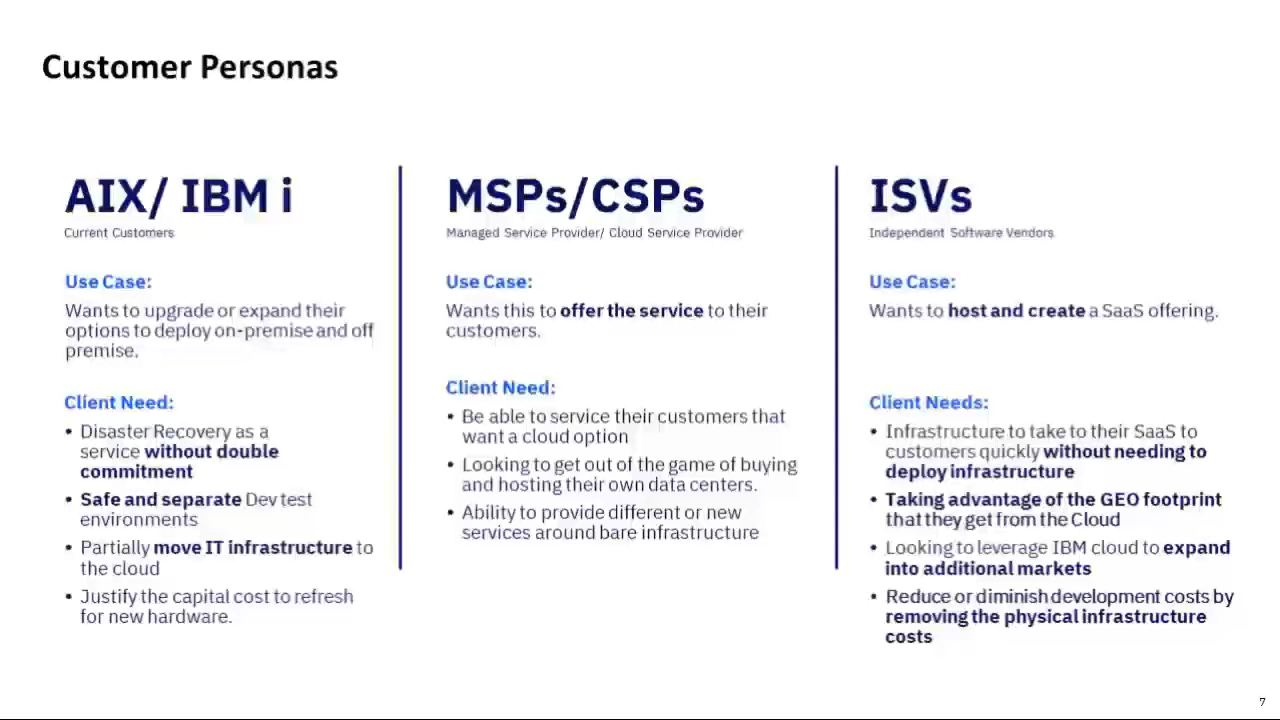 Customer Personas
AIX/ IBM i
Current Customers
Use Case:
Wants to upgrade or expand their
options to deploy on-premise and off
premise.
Client Need:
• Disaster Recovery as a
service without double
commitment
• Safe and separate Dev test
environments
• Partially move IT infrastructure to
the cloud
• Justify the capital cost to refresh
for new hardware.
MSPs/CSPs
Managed Service Provider/ Cloud Service Provider
Use Case:
Wants this to offer the service to their
customers.
Client Need:
• Be able to service their customers that
want a cloud option
• Looking to get out of the game of buying
and hosting their own data centers.
• Ability to provide different or new
services around bare infrastructure
ISVs
Independent Software Vendors
Use Case:
Wants to host and create a SaaS offering.
Client Needs:
• Infrastructure to take to their SaaS to
customers quickly without needing to
deploy infrastructure
• Taking advantage of the GEO footprint
that they get from the Cloud
• Looking to leverage IBM cloud to expand
into additional markets
• Reduce or diminish development costs by
removing the physical infrastructure
costs
7